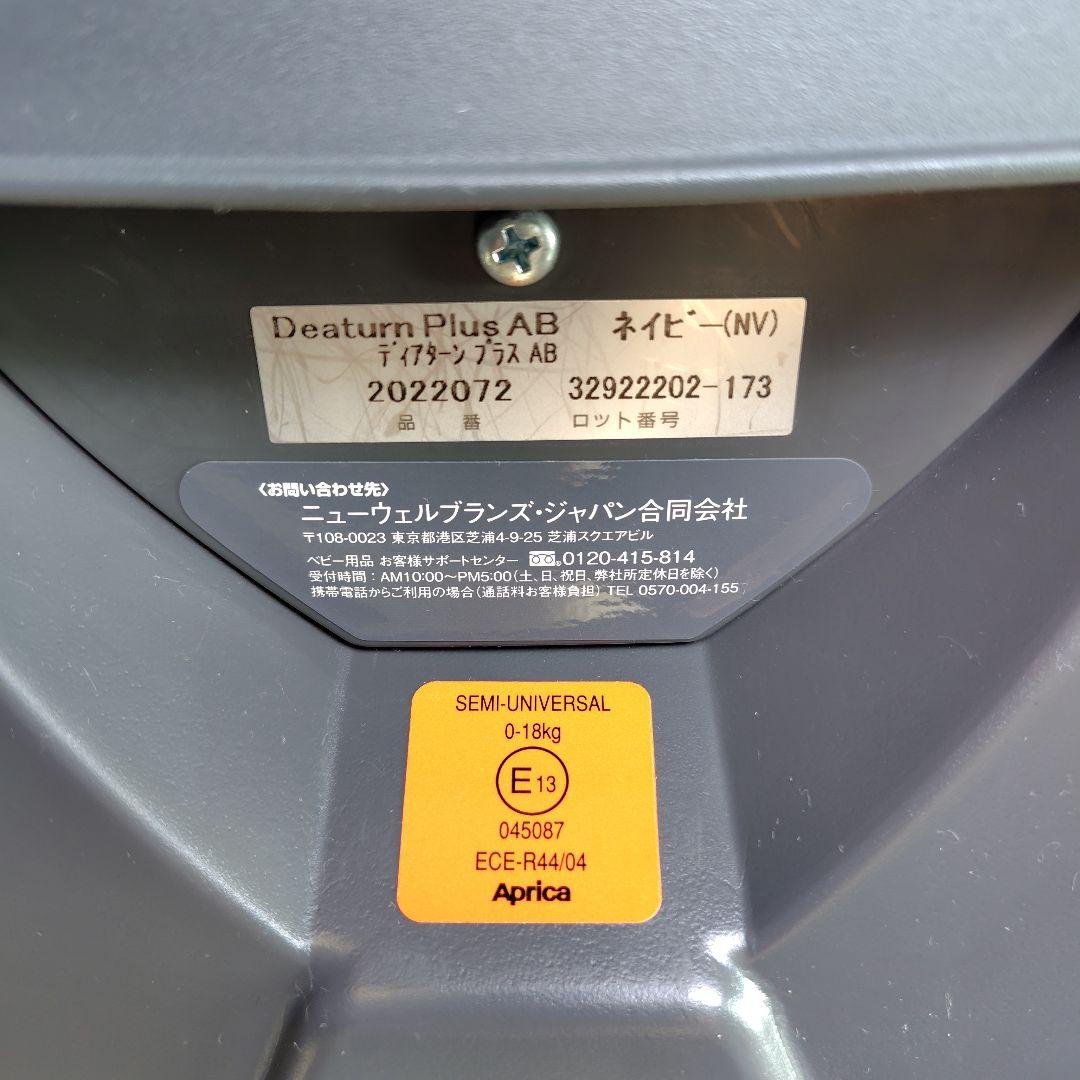 Deaturn Plus AB ネイビー(NV)
ディアターン プラス AB
2022072 32922202-173
品番 ロット番号
〈お問い合わせ先〉
ニューウェルブランズ・ジャパン合同会社
〒108-0023 東京都港区芝浦4-9-25 芝浦スクエアビル
ベビー用品 お客様サポートセンター 0120-415-814
受付時間:AM10:00〜PM5:00(土、日、祝日、弊社所定休日を除く)
携帯電話からご利用の場合(通話料お客様負担) TEL 0570-004-155
SEMI-UNIVERSAL
0-18kg
E 13
045087
ECE-R44/04
Aprica